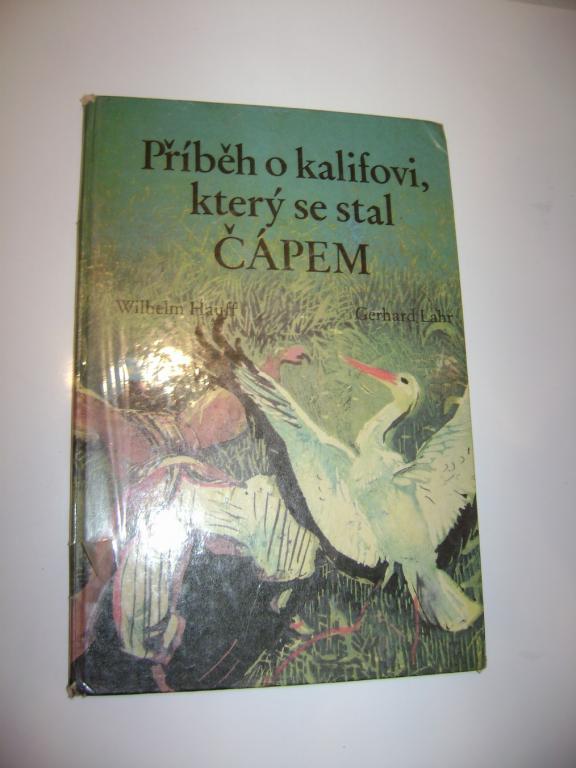 Příběh o kalifovi,
který se stal
ČÁPEM
Wilhelm Hauff
Gerhard Lahr